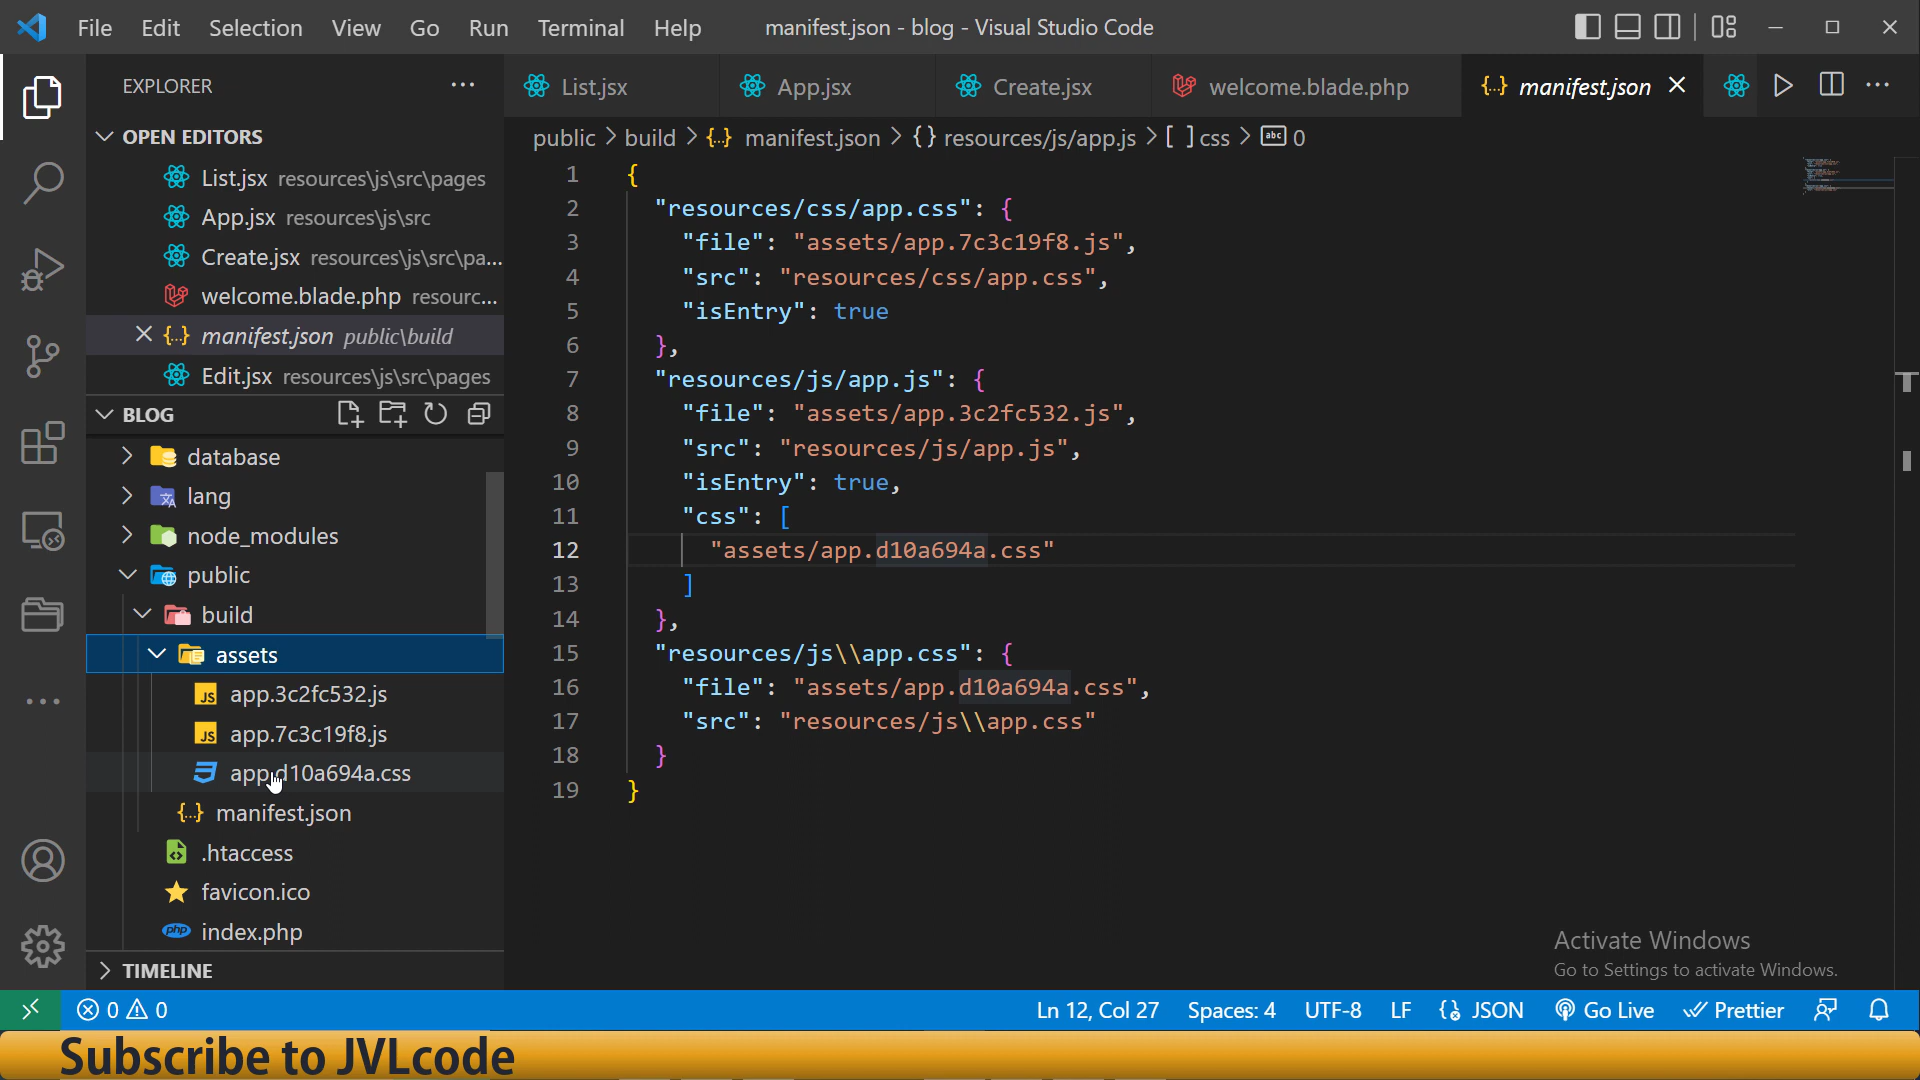 File Edit Selection View Go Run Terminal Help manifest.json - blog - Visual Studio Code
EXPLORER
List.jsx App.jsx Create.jsx welcome.blade.php manifest.json
OPEN EDITORS
List.jsx resources\js\src\pages
App.jsx resources\js\src
Create.jsx resources\js\src\pa...
welcome.blade.php resourc...
manifest.json public\build
Edit.jsx resources\js\src\pages
BLOG
database
lang
node_modules
public
build
assets
app.3c2fc532.js
app.7c3c19f8.js
app.d10a694a.css
manifest.json
.htaccess
favicon.ico
index.php
TIMELINE
public > build > {..} manifest.json > {} resources/js/app.js > [ ] css > abc 0
1 {
2 "resources/css/app.css": {
3 "file": "assets/app.7c3c19f8.js",
4 "src": "resources/css/app.css",
5 "isEntry": true
6 },
7 "resources/js/app.js": {
8 "file": "assets/app.3c2fc532.js",
9 "src": "resources/js/app.js",
10 "isEntry": true,
11 "css": [
12 "assets/app.d10a694a.css"
13 ]
14 },
15 "resources/js\\app.css": {
16 "file": "assets/app.d10a694a.css",
17 "src": "resources/js\\app.css"
18 }
19 }
Activate Windows
Go to Settings to activate Windows.
0 0 Ln 12, Col 27 Spaces: 4 UTF-8 LF {} JSON Go Live Prettier
Subscribe to JVLcode